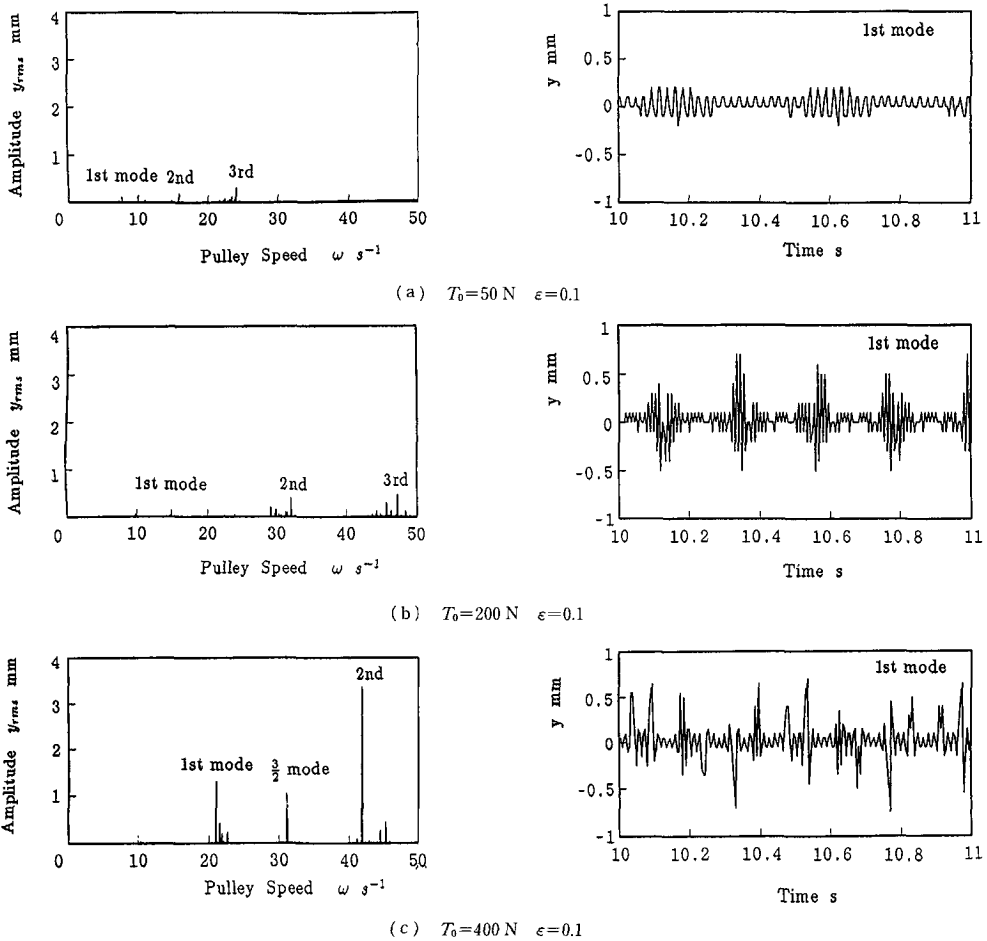 Amplitude yrms mm
4
3
2
1
0
1st mode 2nd 3rd
10 20 30 40 50
Pulley Speed ω s⁻¹
y mm
1
0.5
0
-0.5
-1
1st mode
10 10.2 10.4 10.6 10.8 11
Time s
(a) T₀=50 N ε=0.1
Amplitude yrms mm
4
3
2
1
0
1st mode 2nd 3rd
10 20 30 40 50
Pulley Speed ω s⁻¹
y mm
1
0.5
0
-0.5
-1
1st mode
10 10.2 10.4 10.6 10.8 11
Time s
(b) T₀=200 N ε=0.1
Amplitude yrms mm
4
3
2
1
0
1st mode 3/2 mode 2nd
10 20 30 40 50
Pulley Speed ω s⁻¹
y mm
1
0.5
0
-0.5
-1
1st mode
10 10.2 10.4 10.6 10.8 11
Time s
(c) T₀=400 N ε=0.1